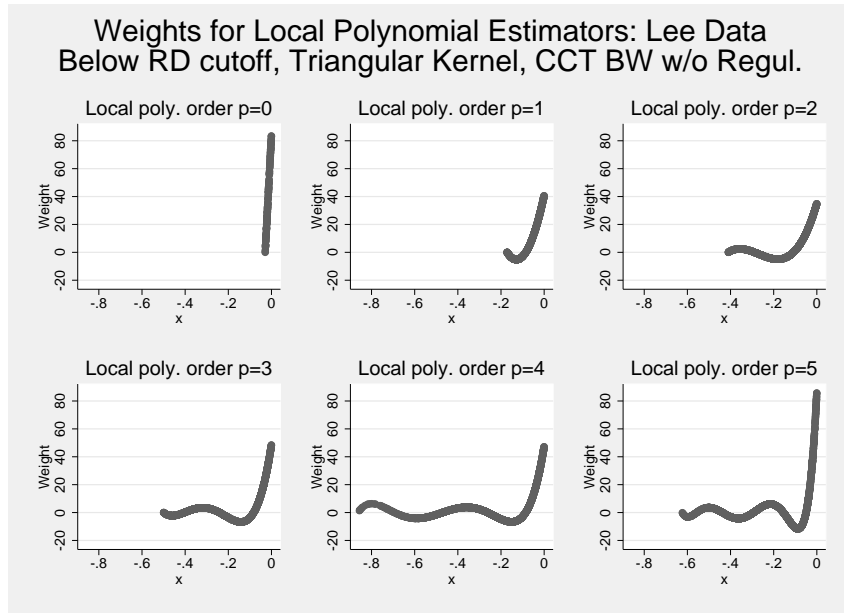 Weights for Local Polynomial Estimators: Lee Data
Below RD cutoff, Triangular Kernel, CCT BW w/o Regul.
Local poly. order p=0
Weight
80
60
40
20
0
-20
-.8 -.6 -.4 -.2 0
x
Local poly. order p=1
Weight
80
60
40
20
0
-20
-.8 -.6 -.4 -.2 0
x
Local poly. order p=2
Weight
80
60
40
20
0
-20
-.8 -.6 -.4 -.2 0
x
Local poly. order p=3
Weight
80
60
40
20
0
-20
-.8 -.6 -.4 -.2 0
x
Local poly. order p=4
Weight
80
60
40
20
0
-20
-.8 -.6 -.4 -.2 0
x
Local poly. order p=5
Weight
80
60
40
20
0
-20
-.8 -.6 -.4 -.2 0
x